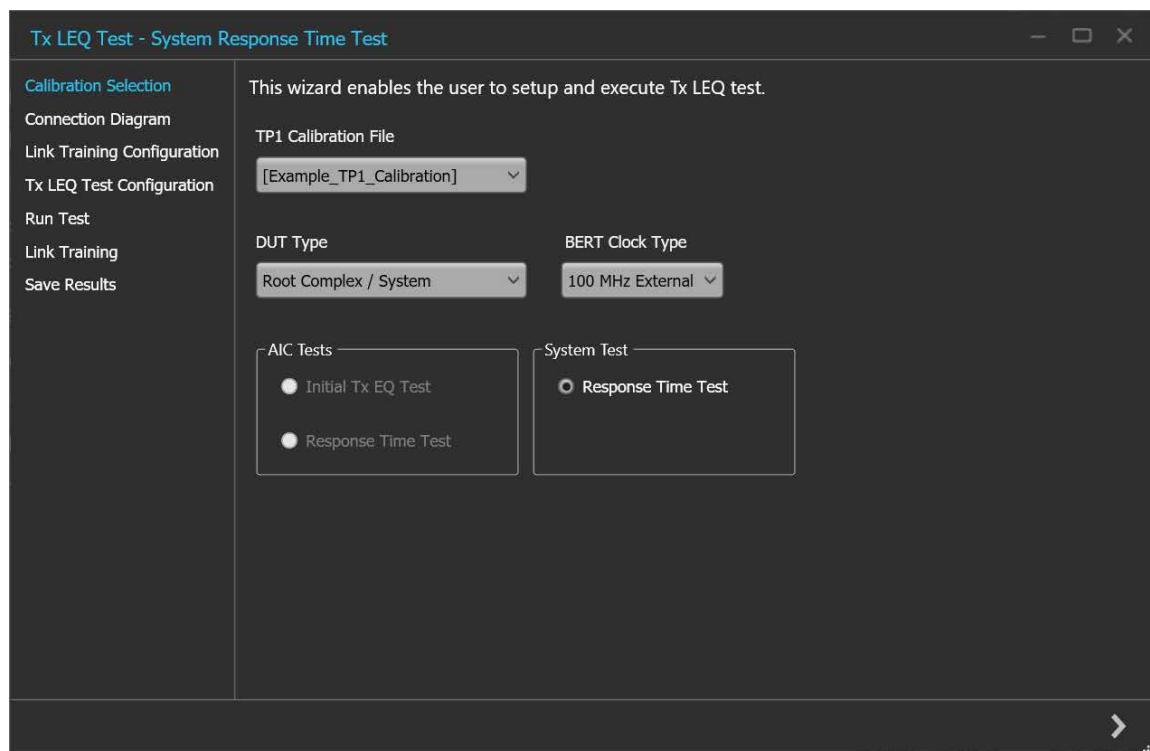 Tx LEQ Test - System Response Time Test
Calibration Selection
Connection Diagram
Link Training Configuration
Tx LEQ Test Configuration
Run Test
Link Training
Save Results
This wizard enables the user to setup and execute Tx LEQ test.
TP1 Calibration File
[Example_TP1_Calibration]
DUT Type
BERT Clock Type
Root Complex / System
100 MHz External
AIC Tests
Initial Tx EQ Test
Response Time Test
System Test
Response Time Test